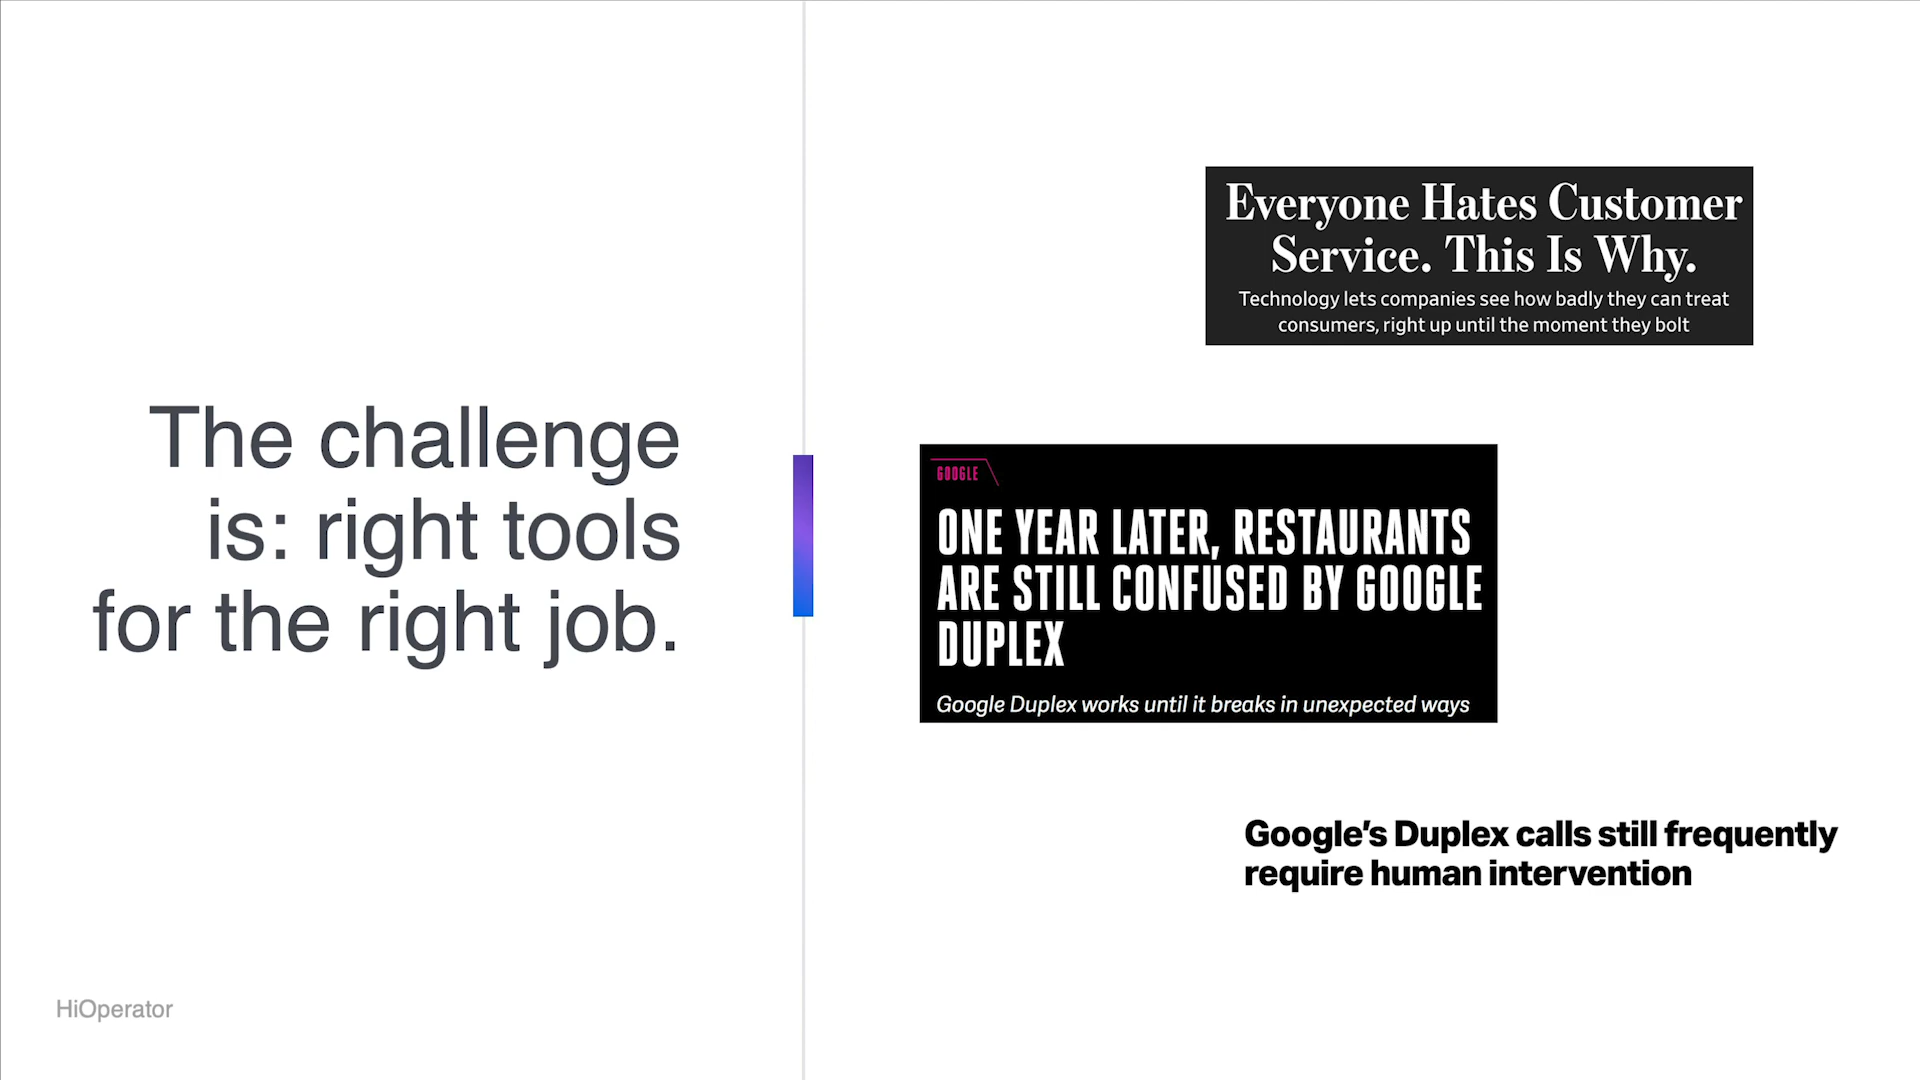 The challenge
is: right tools
for the right job.
Everyone Hates Customer
Service. This Is Why.
Technology lets companies see how badly they can treat
consumers, right up until the moment they bolt
GOOGLE
ONE YEAR LATER, RESTAURANTS
ARE STILL CONFUSED BY GOOGLE
DUPLEX
Google Duplex works until it breaks in unexpected ways
Google's Duplex calls still frequently
require human intervention
HiOperator